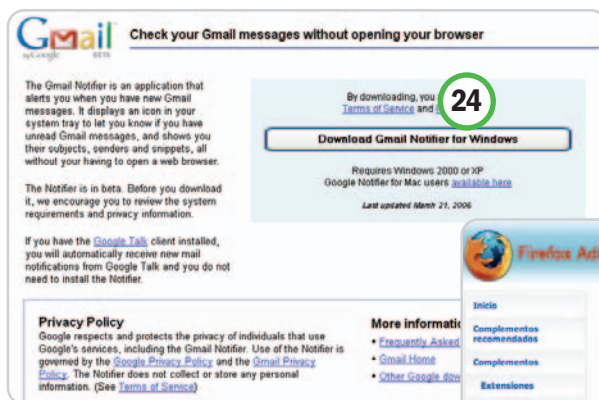 Gmail
by Google BETA
Check your Gmail messages without opening your browser
The Gmail Notifier is an application that
alerts you when you have new Gmail
messages. It displays an icon in your
system tray to let you know if you have
unread Gmail messages, and shows you
their subjects, senders and snippets, all
without your having to open a web browser.
The Notifier is in beta. Before you download
it, we encourage you to review the system
requirements and privacy information.
If you have the Google Talk client installed,
you will automatically receive new mail
notifications from Google Talk and you do not
need to install the Notifier.
By downloading, you
Terms of Service and
24
Download Gmail Notifier for Windows
Requires Windows 2000 or XP
Google Notifier for Mac users available here
Last updated March 21, 2006
Privacy Policy
Google respects and protects the privacy of individuals that use
Google's services, including the Gmail Notifier. Use of the Notifier is
governed by the Google Privacy Policy and the Gmail Privacy
Policy. The Notifier does not collect or store any personal
information. (See Terms of Service)
More informatio
• Frequently Asked
• Gmail Home
• Other Google dow
Firefox Ad
Inicio
Complementos
recomendados
Complementos
Extensiones